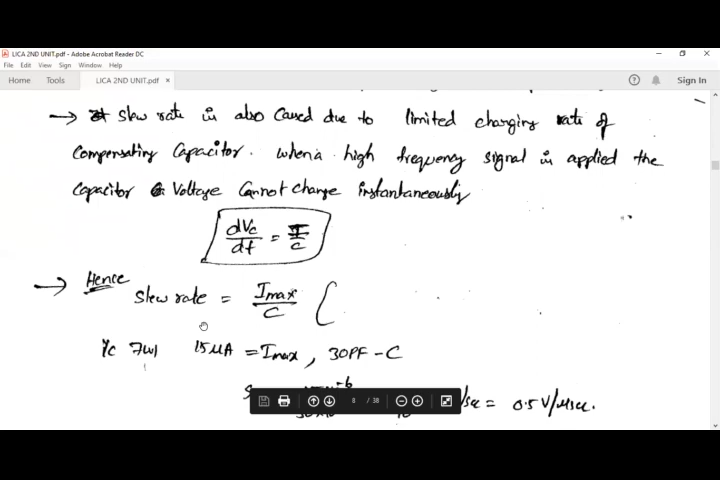 LICA 2ND UNIT.pdf - Adobe Acrobat Reader DC
File Edit View Sign Window Help
Home Tools LICA 2ND UNIT.pdf × Sign In
→ Slew rate is also Caused due to limited charging rate of
Compensating Capacitor. when a high frequency signal is applied the
Capacitor Voltage Cannot change instantaneously
dVc/dt = I/C
→ Hence
Slew rate = Imax/C (
Ic 741 15 μA = Imax, 30PF - C
= 0.5 V/μsec.
8 / 38